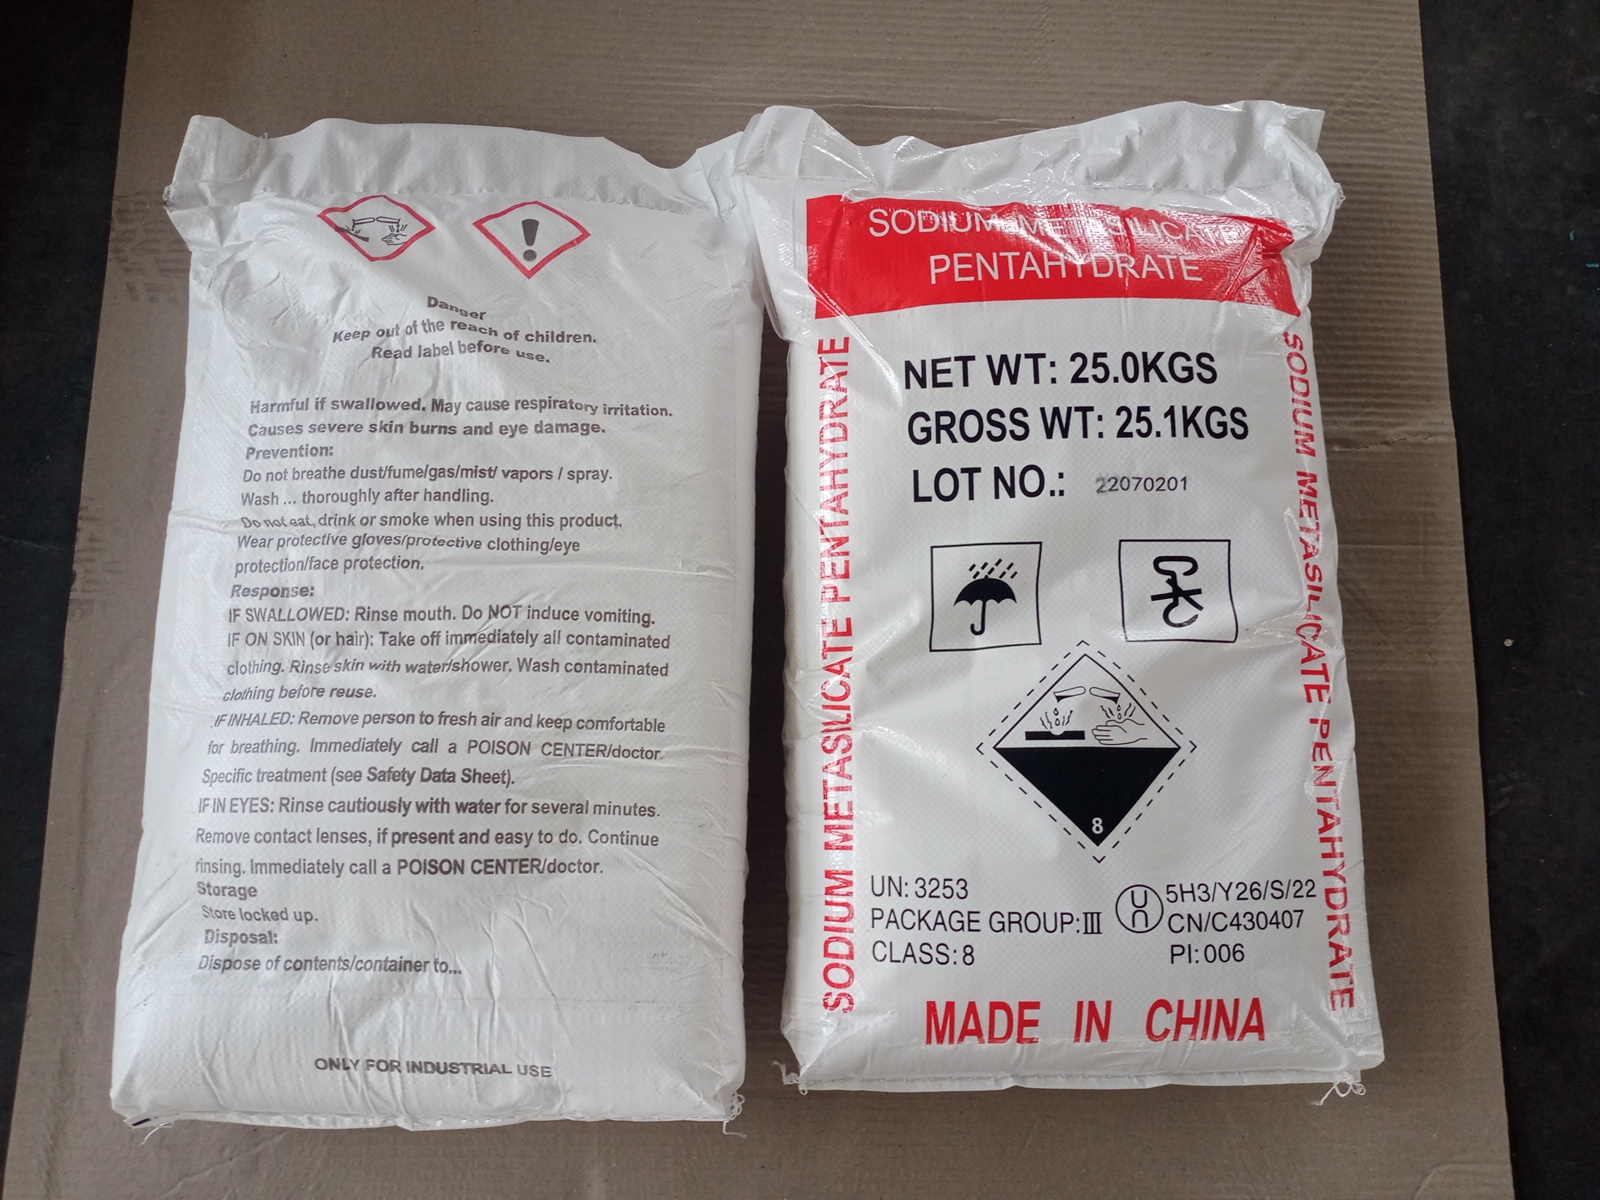 Danger
Keep out of the reach of children.
Read label before use.
Harmful if swallowed. May cause respiratory irritation.
Causes severe skin burns and eye damage.
Prevention:
Do not breathe dust/fume/gas/mist/ vapors / spray.
Wash ... thoroughly after handling.
Do not eat, drink or smoke when using this product.
Wear protective gloves/protective clothing/eye
protection/face protection.
Response:
IF SWALLOWED: Rinse mouth. Do NOT induce vomiting.
IF ON SKIN (or hair): Take off immediately all contaminated
clothing. Rinse skin with water/shower. Wash contaminated
clothing before reuse.
IF INHALED: Remove person to fresh air and keep comfortable
for breathing. Immediately call a POISON CENTER/doctor.
Specific treatment (see Safety Data Sheet).
IF IN EYES: Rinse cautiously with water for several minutes.
Remove contact lenses, if present and easy to do. Continue
rinsing. Immediately call a POISON CENTER/doctor.
Storage
Store locked up.
Disposal:
Dispose of contents/container to...
ONLY FOR INDUSTRIAL USE
SODIUM METASILICATE
PENTAHYDRATE
SODIUM METASILICATE PENTAHYDRATE
NET WT: 25.0KGS
GROSS WT: 25.1KGS
LOT NO.: 22070201
8
UN: 3253
PACKAGE GROUP:III
CLASS: 8
un
5H3/Y26/S/22
CN/C430407
PI: 006
MADE IN CHINA
SODIUM METASILICATE PENTAHYDRATE